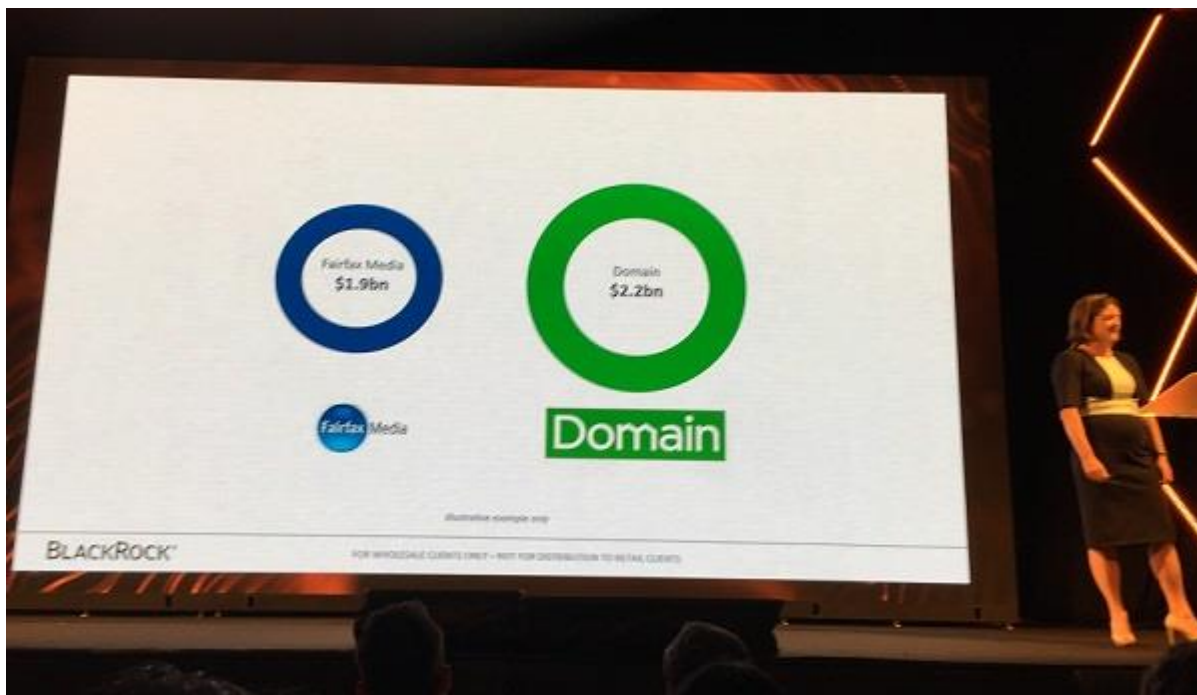 Fairfax Media
$1.9bn
Domain
$2.2bn
Fairfax Media
Domain
Illustrative example only
BLACKROCK®
FOR WHOLESALE CLIENTS ONLY – NOT FOR DISTRIBUTION TO RETAIL CLIENTS